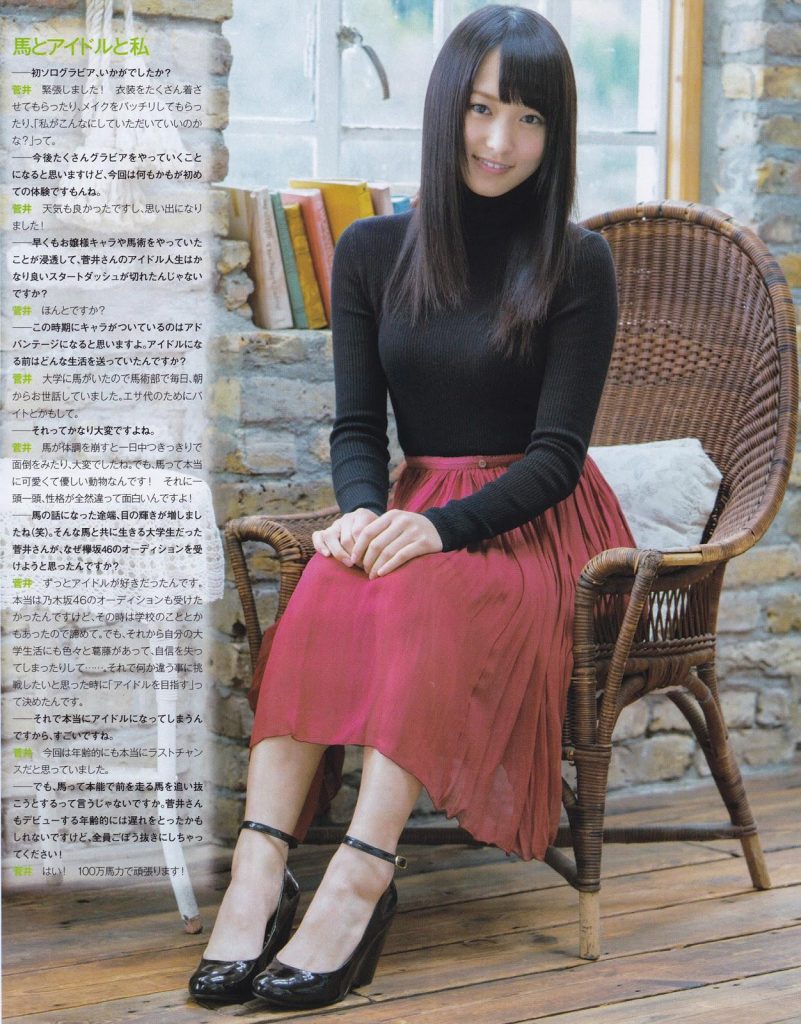 馬とアイドルと私
――初ソログラビア、いかがでしたか?
菅井　緊張しました!　衣装をたくさん着さ
せてもらったり、メイクをバッチリしてもらっ
たり、「私がこんなにしていただいていいのか
な?」って。
――今後たくさんグラビアをやっていくこと
になると思いますけど、今回は何もかもが初め
ての体験ですもんね。
菅井　天気も良かったですし、思い出になり
ました!
――早くもお嬢様キャラや馬術をやっていた
ことが浸透して、菅井さんのアイドル人生はか
なり良いスタートダッシュが切れたんじゃない
ですか?
菅井　ほんとですか?
――この時期にキャラがついているのはアド
バンテージになると思いますよ。アイドルにな
る前はどんな生活を送っていたんですか?
菅井　大学に馬がいたので馬術部で毎日、朝
からお世話していました。エサ代のためにバ
イトとかもして。
――それってかなり大変ですよね。
菅井　馬が体調を崩すと一日中つきっきりで
面倒をみたり、大変でしたね。でも、馬って本当
に可愛くて優しい動物なんです!　それに一
頭一頭、性格が全然違って面白いんですよ!
――馬の話になった途端、目の輝きが増しまし
たね(笑)。そんな馬と共に生きる大学生だった
菅井さんが、なぜ欅坂46のオーディションを受
けようと思ったんですか?
菅井　ずっとアイドルが好きだったんです。
本当は乃木坂46のオーディションも受けた
かったんですけど、その時は学校のこととか
もあったので諦めて。でも、それから自分の大
学生活にも色々と葛藤があって、自信を失っ
てしまったりして……。それで何か違う事に挑
戦したいと思った時に「アイドルを目指す」っ
て決めたんです。
――それで本当にアイドルになってしまうん
ですから、すごいですね。
菅井　今回は年齢的にも本当にラストチャン
スだと思っていました。
――でも、馬って本能で前を走る馬を追い抜
こうとするって言うじゃないですか。菅井さん
もデビューする年齢的には遅れをとったかも
しれないですけど、全員ごぼう抜きにしちゃっ
てください!
菅井　はい!　100万馬力で頑張ります!